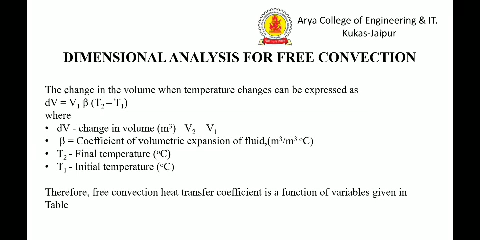 Arya College of Engineering & IT.
Kukas-Jaipur
DIMENSIONAL ANALYSIS FOR FREE CONVECTION
The change in the volume when temperature changes can be expressed as
dV = V₁ β (T₂ – T₁)
where
• dV - change in volume (m³) V₂ V₁
• β = Coefficient of volumetric expansion of fluid,(m³/m³ °C)
• T₂ - Final temperature (°C)
• T₁ - Initial temperature (°C)
Therefore, free convection heat transfer coefficient is a function of variables given in
Table